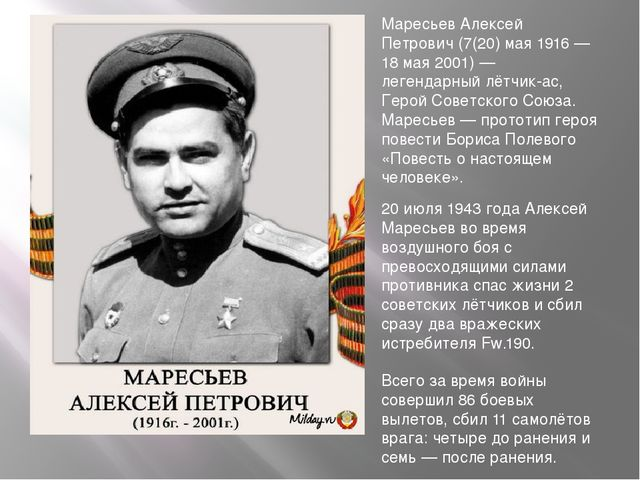 Маресьев Алексей
Петрович (7(20) мая 1916 —
18 мая 2001) —
легендарный лётчик-ас,
Герой Советского Союза.
Маресьев — прототип героя
повести Бориса Полевого
«Повесть о настоящем
человеке».
20 июля 1943 года Алексей
Маресьев во время
воздушного боя с
превосходящими силами
противника спас жизни 2
советских лётчиков и сбил
сразу два вражеских
истребителя Fw.190.
Всего за время войны
совершил 86 боевых
вылетов, сбил 11 самолётов
врага: четыре до ранения и
семь — после ранения.
МАРЕСЬЕВ
АЛЕКСЕЙ ПЕТРОВИЧ
(1916г. - 2001г.)
Milday.ru